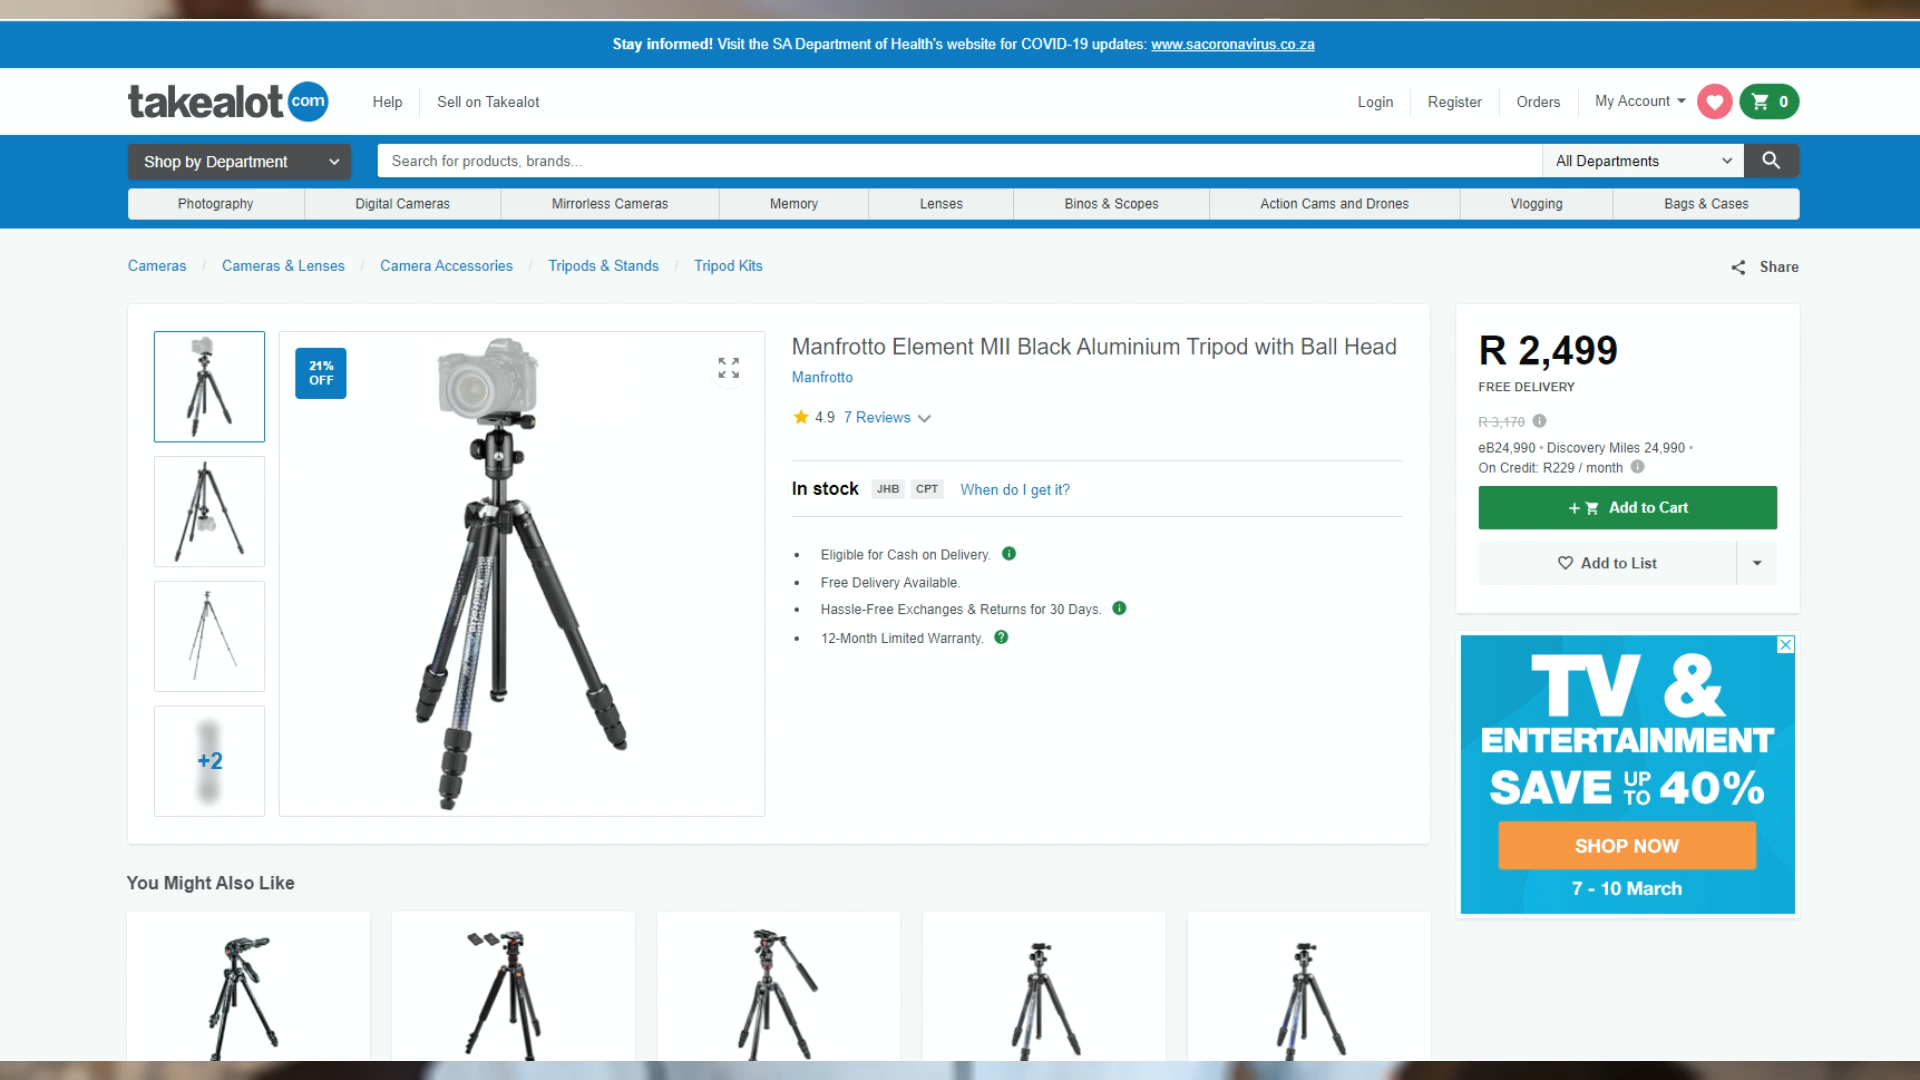 Stay informed! Visit the SA Department of Health's website for COVID-19 updates: www.sacoronavirus.co.za
takealot com
Help
Sell on Takealot
Login
Register
Orders
My Account
0
Shop by Department
Search for products, brands...
All Departments
Photography
Digital Cameras
Mirrorless Cameras
Memory
Lenses
Binos & Scopes
Action Cams and Drones
Vlogging
Bags & Cases
Cameras / Cameras & Lenses / Camera Accessories / Tripods & Stands / Tripod Kits
Share
21%
OFF
+2
Manfrotto
Manfrotto Element MII Black Aluminium Tripod with Ball Head
Manfrotto
4.9 7 Reviews
In stock JHB CPT When do I get it?
Eligible for Cash on Delivery.
Free Delivery Available.
Hassle-Free Exchanges & Returns for 30 Days.
12-Month Limited Warranty.
R 2,499
FREE DELIVERY
R 3,170
eB24,990 • Discovery Miles 24,990 •
On Credit: R229 / month
+ Add to Cart
Add to List
TV &
ENTERTAINMENT
SAVE UP TO 40%
SHOP NOW
7 - 10 March
You Might Also Like